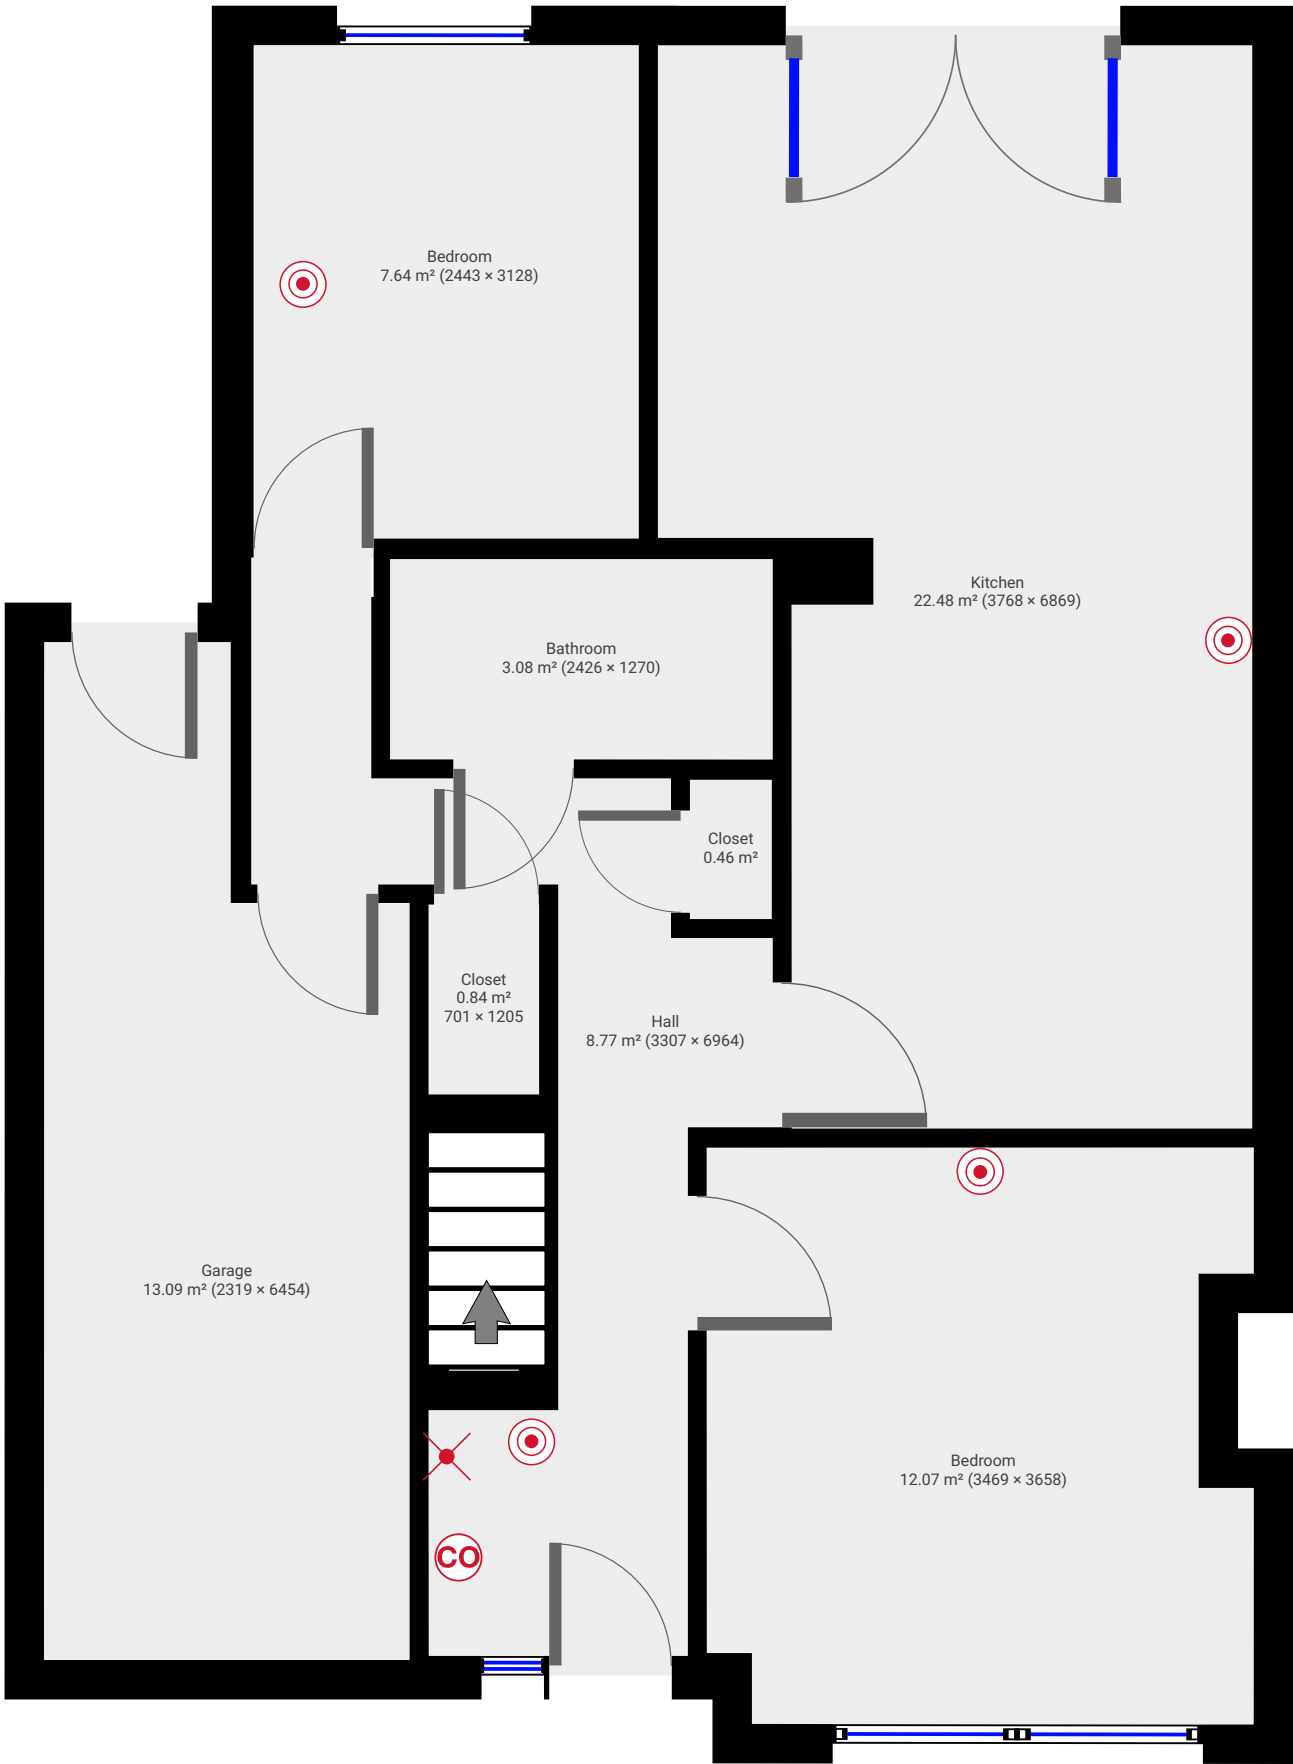 Bedroom
7.64 m² (2443 × 3128)
Kitchen
22.48 m² (3768 × 6869)
Bathroom
3.08 m² (2426 × 1270)
Closet
0.46 m²
Closet
0.84 m²
701 × 1205
Hall
8.77 m² (3307 × 6964)
Garage
13.09 m² (2319 × 6454)
Bedroom
12.07 m² (3469 × 3658)
CO